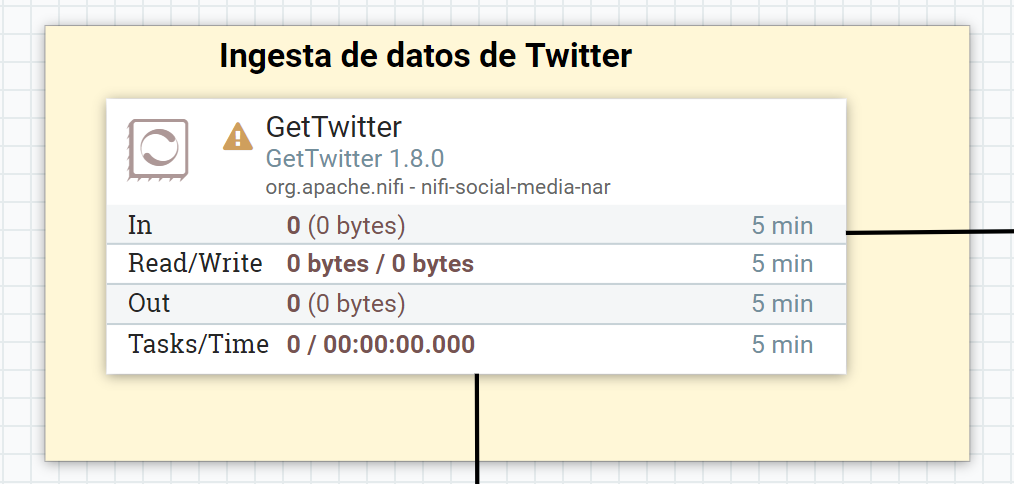 Ingesta de datos de Twitter
GetTwitter
GetTwitter 1.8.0
org.apache.nifi - nifi-social-media-nar
In 0 (0 bytes) 5 min
Read/Write 0 bytes / 0 bytes 5 min
Out 0 (0 bytes) 5 min
Tasks/Time 0 / 00:00:00.000 5 min